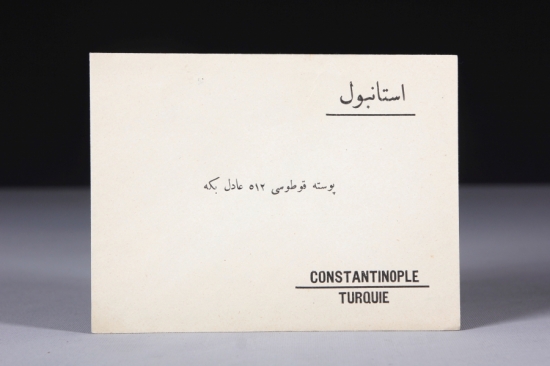 استانبول
پوسته قوطوسی ٥١٢ عادل بکه
CONSTANTINOPLE
TURQUIE